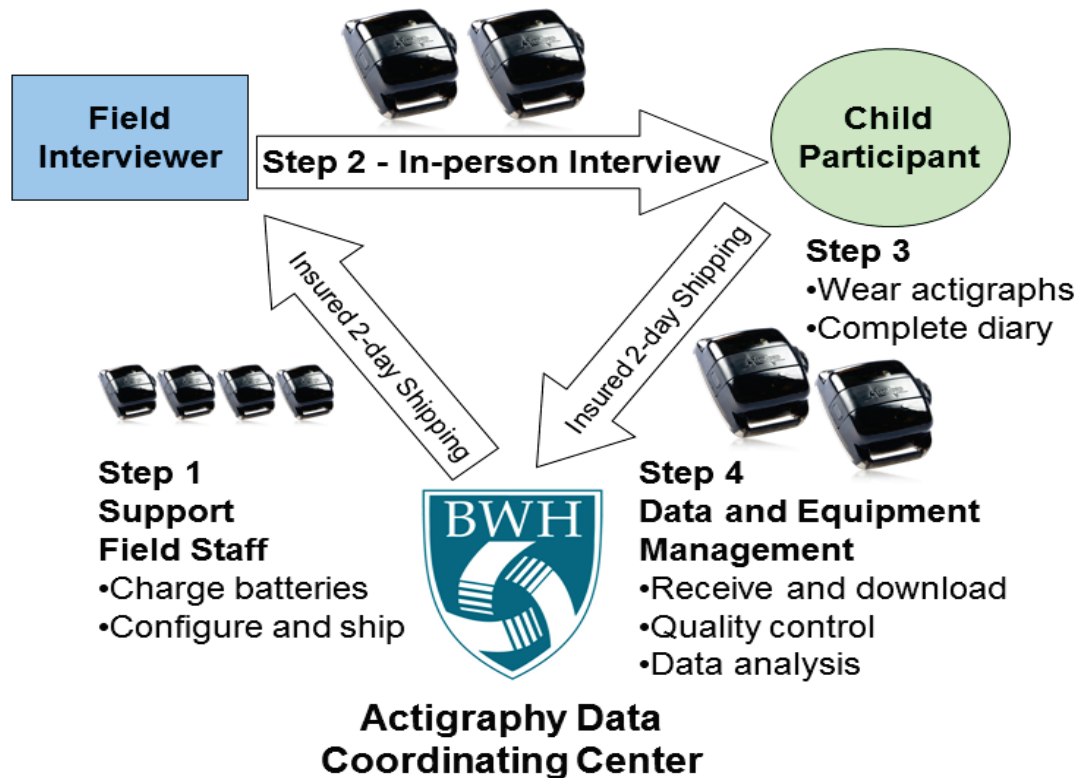 Field
Interviewer
Step 2 - In-person Interview
Child
Participant
Insured 2-day Shipping
Insured 2-day Shipping
Step 3
•Wear actigraphs
•Complete diary
Step 1
Support
Field Staff
•Charge batteries
•Configure and ship
BWH
Step 4
Data and Equipment
Management
•Receive and download
•Quality control
•Data analysis
Actigraphy Data
Coordinating Center